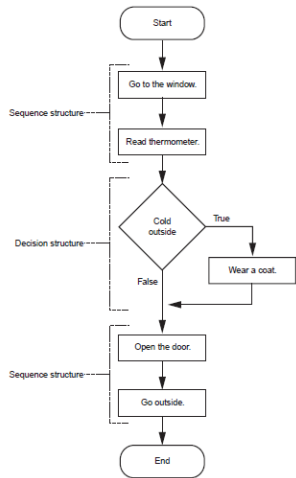 Start
Go to the window.
Sequence structure
Read thermometer.
Cold
outside
True
Decision structure
Wear a coat.
False
Open the door.
Sequence structure
Go outside.
End